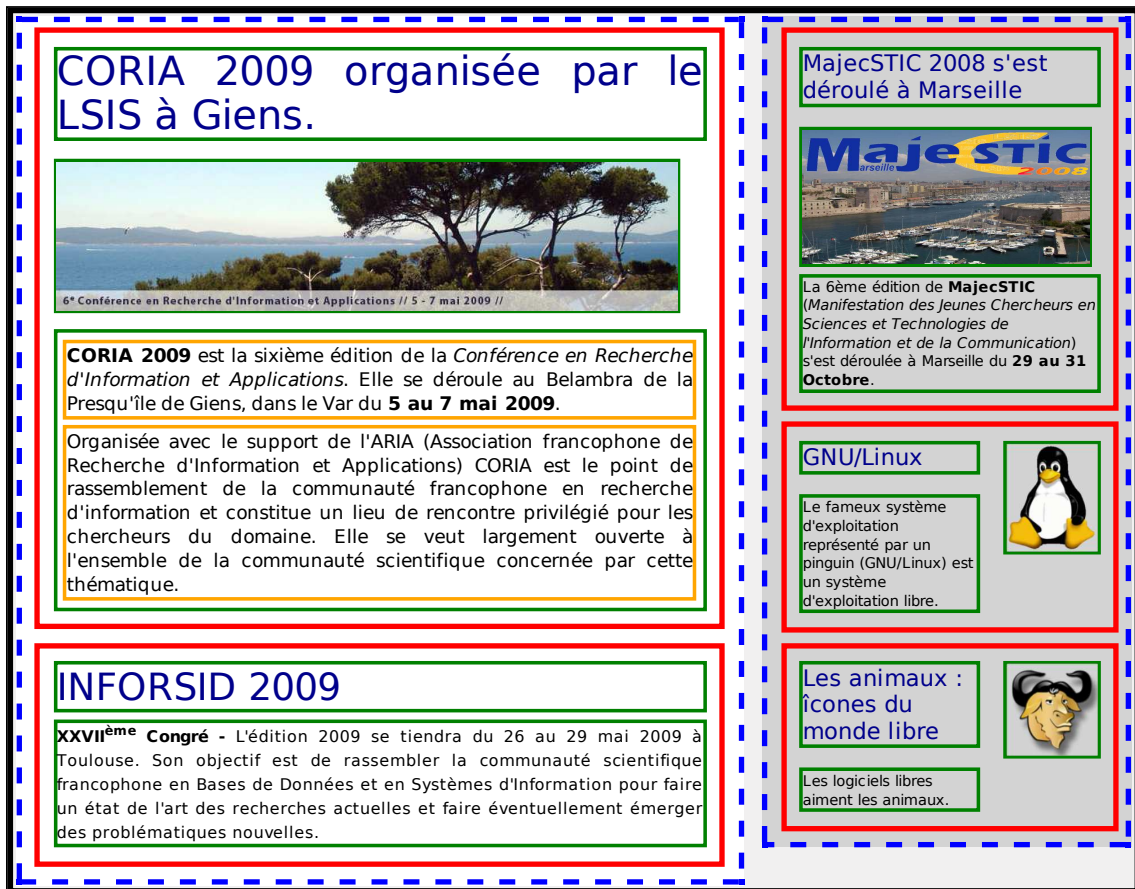 CORIA 2009 organisée par le
LSIS à Giens.
6e Conférence en Recherche d'Information et Applications // 5 - 7 mai 2009 //
CORIA 2009 est la sixième édition de la Conférence en Recherche
d'Information et Applications. Elle se déroule au Belambra de la
Presqu'île de Giens, dans le Var du 5 au 7 mai 2009.
Organisée avec le support de l'ARIA (Association francophone de
Recherche d'Information et Applications) CORIA est le point de
rassemblement de la communauté francophone en recherche
d'information et constitue un lieu de rencontre privilégié pour les
chercheurs du domaine. Elle se veut largement ouverte à
l'ensemble de la communauté scientifique concernée par cette
thématique.
INFORSID 2009
XXVIIème Congré - L'édition 2009 se tiendra du 26 au 29 mai 2009 à
Toulouse. Son objectif est de rassembler la communauté scientifique
francophone en Bases de Données et en Systèmes d'Information pour faire
un état de l'art des recherches actuelles et faire éventuellement émerger
des problématiques nouvelles.
MajecSTIC 2008 s'est
déroulé à Marseille
MajeCSTIC
Marseille
2008
La 6ème édition de MajecSTIC
(Manifestation des Jeunes Chercheurs en
Sciences et Technologies de
l'Information et de la Communication)
s'est déroulée à Marseille du 29 au 31
Octobre.
GNU/Linux
Le fameux système
d'exploitation
représenté par un
pinguin (GNU/Linux) est
un système
d'exploitation libre.
Les animaux :
îcones du
monde libre
Les logiciels libres
aiment les animaux.